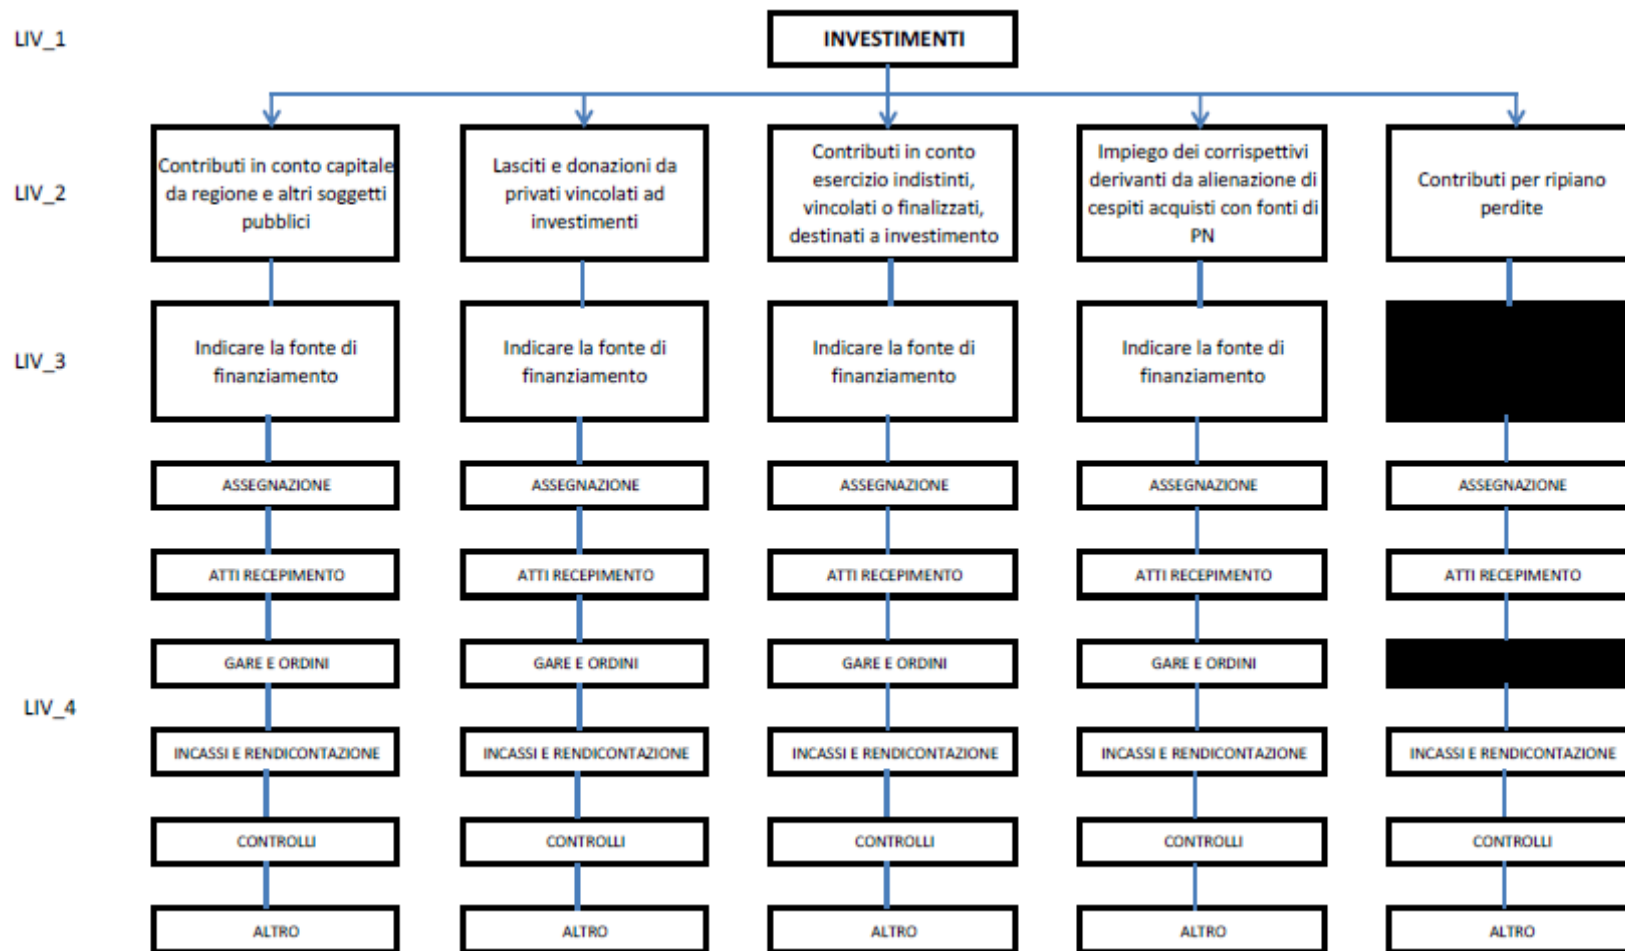 LIV_1
INVESTIMENTI
LIV_2
Contributi in conto capitale
da regione e altri soggetti
pubblici
Lasciti e donazioni da
privati vincolati ad
investimenti
Contributi in conto
esercizio indistinti,
vincolati o finalizzati,
destinati a investimento
Impiego dei corrispettivi
derivanti da alienazione di
cespiti acquisti con fonti di
PN
Contributi per ripiano
perdite
LIV_3
Indicare la fonte di
finanziamento
Indicare la fonte di
finanziamento
Indicare la fonte di
finanziamento
Indicare la fonte di
finanziamento
ASSEGNAZIONE
ASSEGNAZIONE
ASSEGNAZIONE
ASSEGNAZIONE
ASSEGNAZIONE
ATTI RECEPIMENTO
ATTI RECEPIMENTO
ATTI RECEPIMENTO
ATTI RECEPIMENTO
ATTI RECEPIMENTO
GARE E ORDINI
GARE E ORDINI
GARE E ORDINI
GARE E ORDINI
LIV_4
INCASSI E RENDICONTAZIONE
INCASSI E RENDICONTAZIONE
INCASSI E RENDICONTAZIONE
INCASSI E RENDICONTAZIONE
INCASSI E RENDICONTAZIONE
CONTROLLI
CONTROLLI
CONTROLLI
CONTROLLI
CONTROLLI
ALTRO
ALTRO
ALTRO
ALTRO
ALTRO